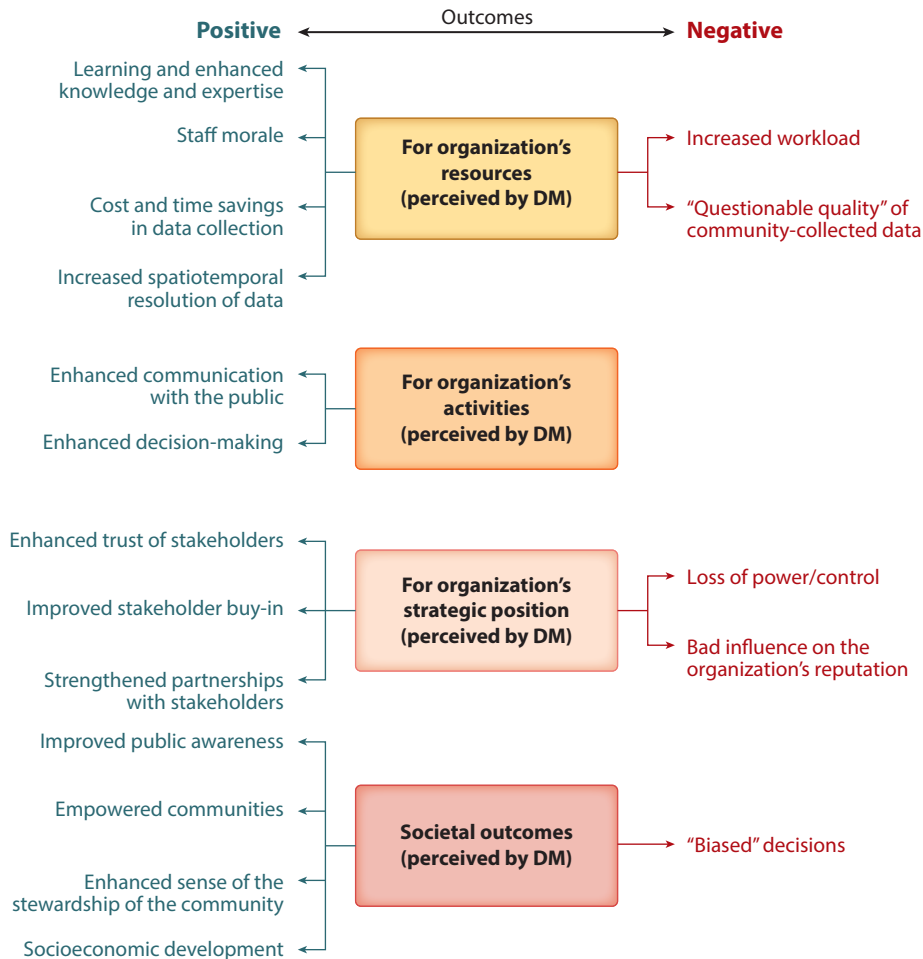 Outcomes
Positive
Negative
Learning and enhanced
knowledge and expertise
Staff morale
Cost and time savings
in data collection
Increased spatiotemporal
resolution of data
For organization’s
resources
(perceived by DM)
Increased workload
“Questionable quality” of
community-collected data
Enhanced communication
with the public
Enhanced decision-making
For organization’s
activities
(perceived by DM)
Enhanced trust of stakeholders
Improved stakeholder buy-in
Strengthened partnerships
with stakeholders
For organization’s
strategic position
(perceived by DM)
Loss of power/control
Bad influence on the
organization’s reputation
Improved public awareness
Empowered communities
Enhanced sense of the
stewardship of the community
Socioeconomic development
Societal outcomes
(perceived by DM)
“Biased” decisions